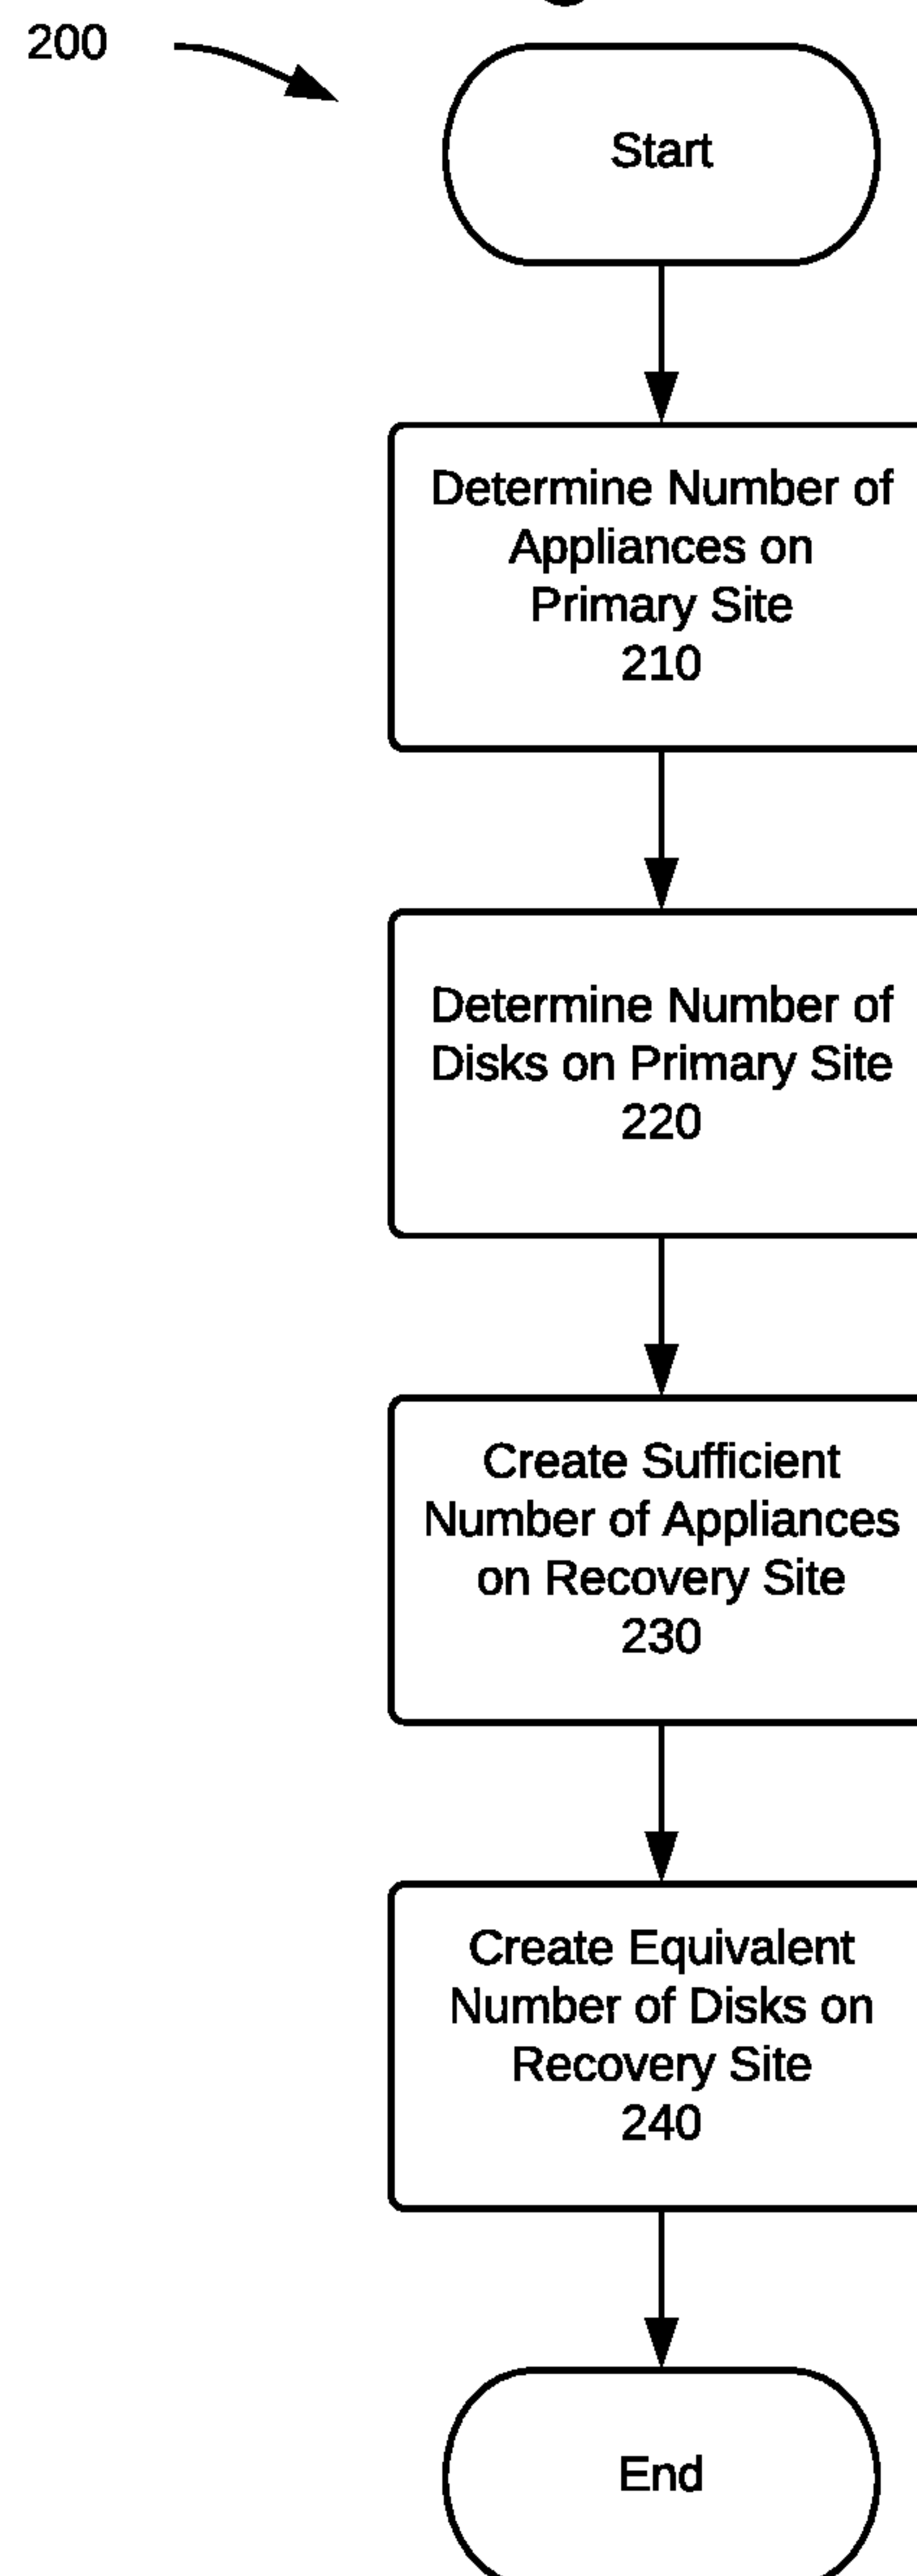 200
Start
Determine Number of
Appliances on
Primary Site
210
Determine Number of
Disks on Primary Site
220
Create Sufficient
Number of Appliances
on Recovery Site
230
Create Equivalent
Number of Disks on
Recovery Site
240
End